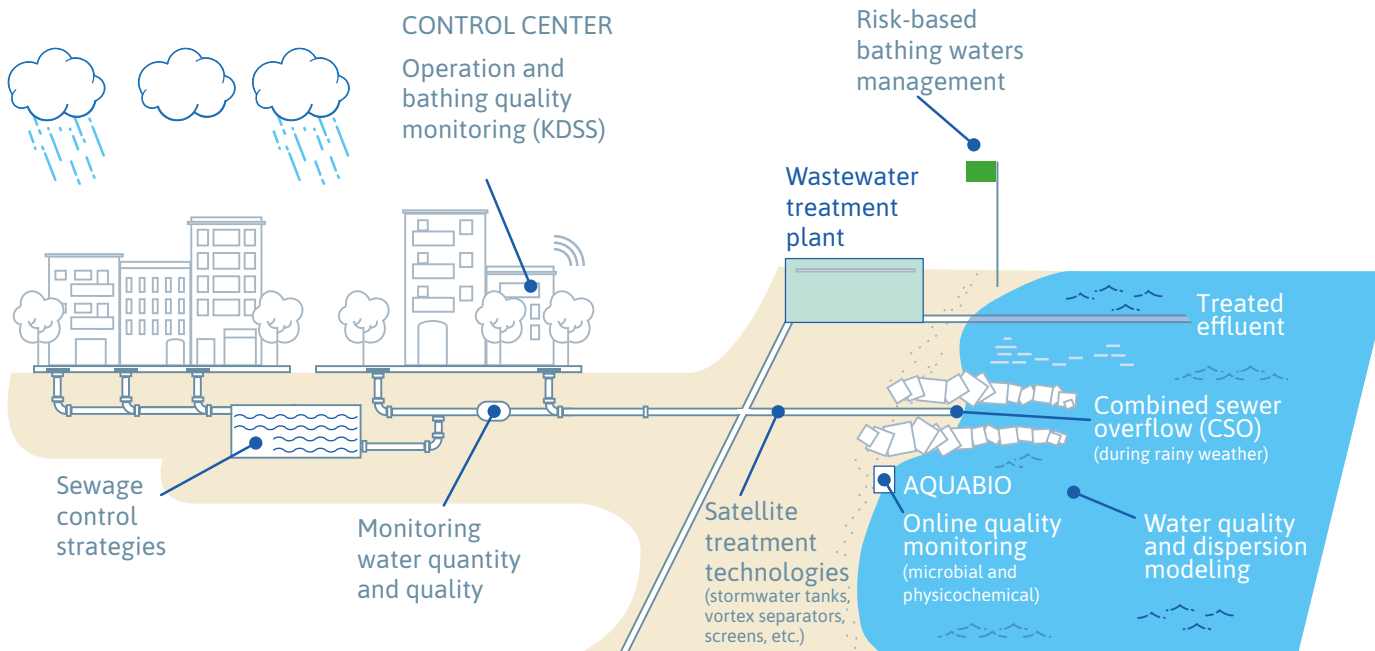 CONTROL CENTER
Operation and
bathing quality
monitoring (KDSS)
Risk-based
bathing waters
management
Wastewater
treatment
plant
Treated
effluent
Combined sewer
overflow (CSO)
(during rainy weather)
Sewage
control
strategies
Monitoring
water quantity
and quality
Satellite
treatment
technologies
(stormwater tanks,
vortex separators,
screens, etc.)
AQUABIO
Online quality
monitoring
(microbial and
physicochemical)
Water quality
and dispersion
modeling